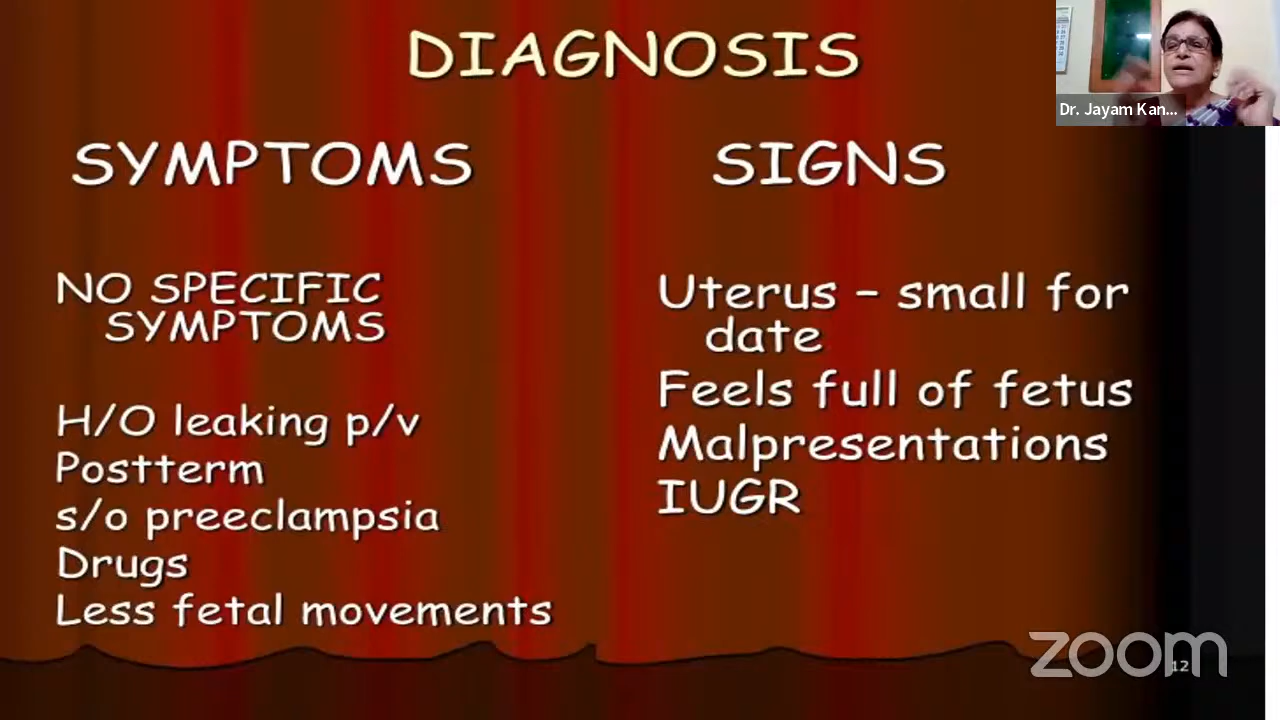 DIAGNOSIS
Dr. Jayam Kan...
SYMPTOMS
NO SPECIFIC
SYMPTOMS
H/O leaking p/v
Postterm
s/o preeclampsia
Drugs
Less fetal movements
SIGNS
Uterus – small for
date
Feels full of fetus
Malpresentations
IUGR
zoom
12